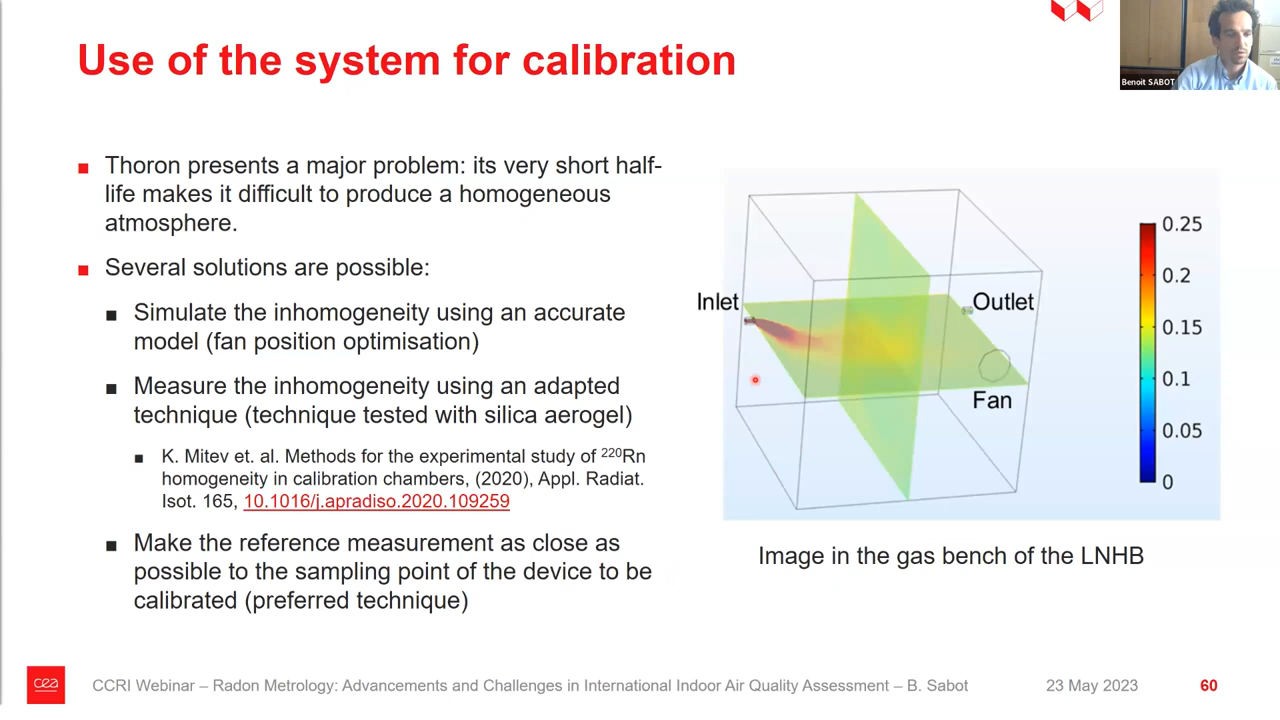 Use of the system for calibration
Benoit SABOT
■ Thoron presents a major problem: its very short half-
life makes it difficult to produce a homogeneous
atmosphere.
■ Several solutions are possible:
■ Simulate the inhomogeneity using an accurate
model (fan position optimisation)
■ Measure the inhomogeneity using an adapted
technique (technique tested with silica aerogel)
■ K. Mitev et. al. Methods for the experimental study of ²²⁰Rn
homogeneity in calibration chambers, (2020), Appl. Radiat.
Isot. 165, 10.1016/j.apradiso.2020.109259
■ Make the reference measurement as close as
possible to the sampling point of the device to be
calibrated (preferred technique)
Inlet
Outlet
Fan
0.25
0.2
0.15
0.1
0.05
0
Image in the gas bench of the LNHB
cea
CCRI Webinar – Radon Metrology: Advancements and Challenges in International Indoor Air Quality Assessment – B. Sabot
23 May 2023
60